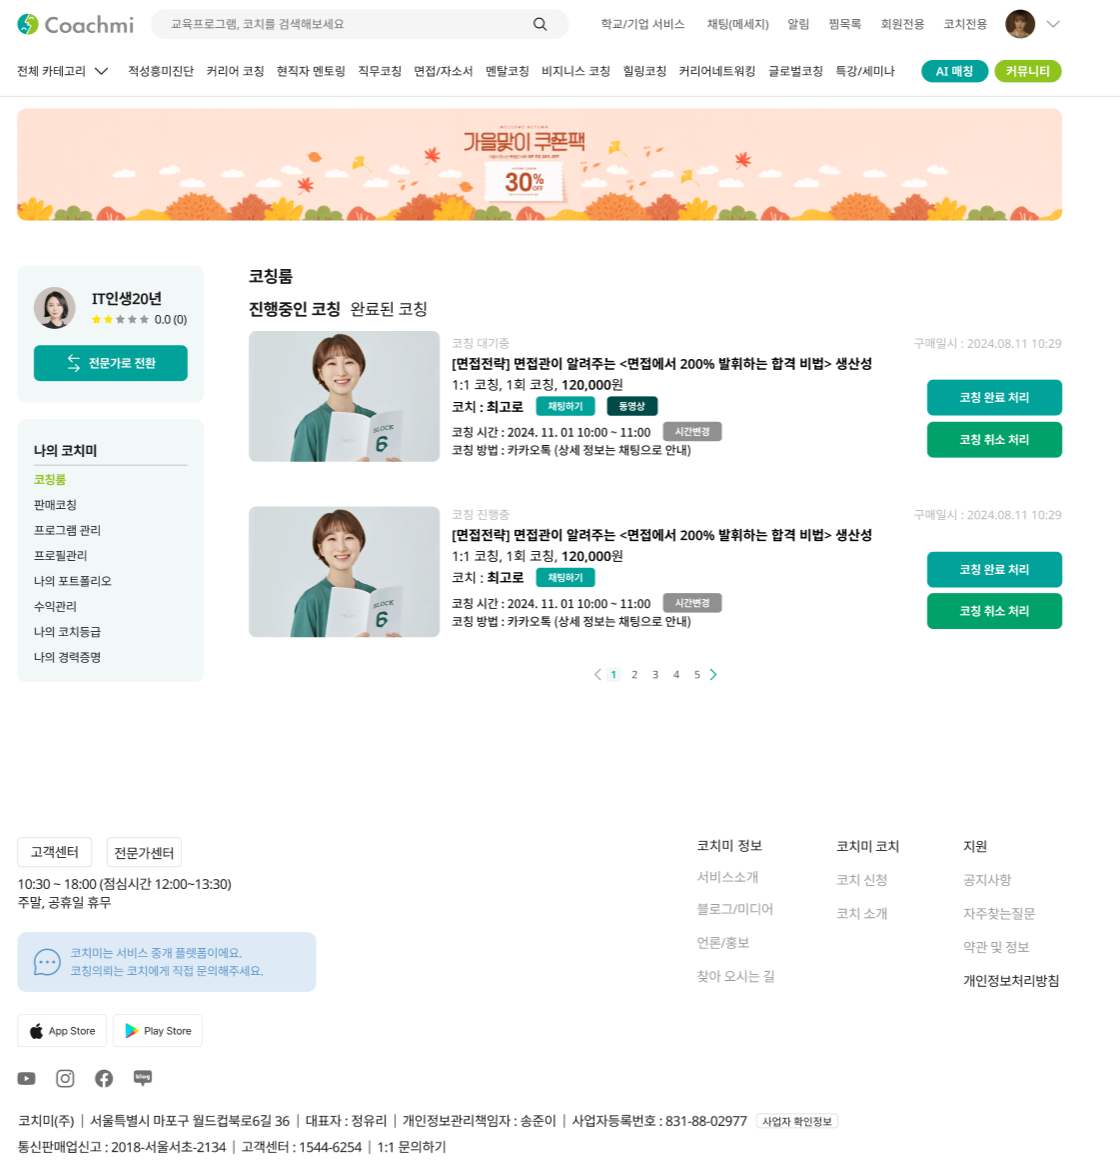 Coachmi
교육프로그램, 코치를 검색해보세요
학교/기업 서비스 채팅(메세지) 알림 찜목록 회원전용 코치전용
전체 카테고리 적성흥미진단 커리어 코칭 현직자 멘토링 직무코칭 면접/자소서 멘탈코칭 비지니스 코칭 힐링코칭 커리어네트워킹 글로벌코칭 특강/세미나 AI 매칭 커뮤니티
WELCOME AUTUMN
가을맞이 쿠폰팩
30% OFF
IT인생20년
0.0 (0)
전문가로 전환
나의 코치미
코칭룸
판매코칭
프로그램 관리
프로필관리
나의 포트폴리오
수익관리
나의 코치등급
나의 경력증명
코칭룸
진행중인 코칭 완료된 코칭
BLOCK
6
코칭 대기중
구매일시 : 2024.08.11 10:29
[면접전략] 면접관이 알려주는 <면접에서 200% 발휘하는 합격 비법> 생산성
1:1 코칭, 1회 코칭, 120,000원
코치 : 최고로 채팅하기 동영상
코칭 시간 : 2024. 11. 01 10:00 ~ 11:00 시간변경
코칭 방법 : 카카오톡 (상세 정보는 채팅으로 안내)
코칭 완료 처리
코칭 취소 처리
BLOCK
6
코칭 진행중
구매일시 : 2024.08.11 10:29
[면접전략] 면접관이 알려주는 <면접에서 200% 발휘하는 합격 비법> 생산성
1:1 코칭, 1회 코칭, 120,000원
코치 : 최고로 채팅하기
코칭 시간 : 2024. 11. 01 10:00 ~ 11:00 시간변경
코칭 방법 : 카카오톡 (상세 정보는 채팅으로 안내)
코칭 완료 처리
코칭 취소 처리
1 2 3 4 5
고객센터 전문가센터
10:30 ~ 18:00 (점심시간 12:00~13:30)
주말, 공휴일 휴무
코치미는 서비스 중개 플렛폼이에요.
코칭의뢰는 코치에게 직접 문의해주세요.
App Store Play Store
blog
코치미 정보
서비스소개
블로그/미디어
언론/홍보
찾아 오시는 길
코치미 코치
코치 신청
코치 소개
지원
공지사항
자주찾는질문
약관 및 정보
개인정보처리방침
코치미(주) | 서울특별시 마포구 월드컵북로6길 36 | 대표자 : 정유리 | 개인정보관리책임자 : 송준이 | 사업자등록번호 : 831-88-02977 사업자 확인정보
통신판매업신고 : 2018-서울서초-2134 | 고객센터 : 1544-6254 | 1:1 문의하기